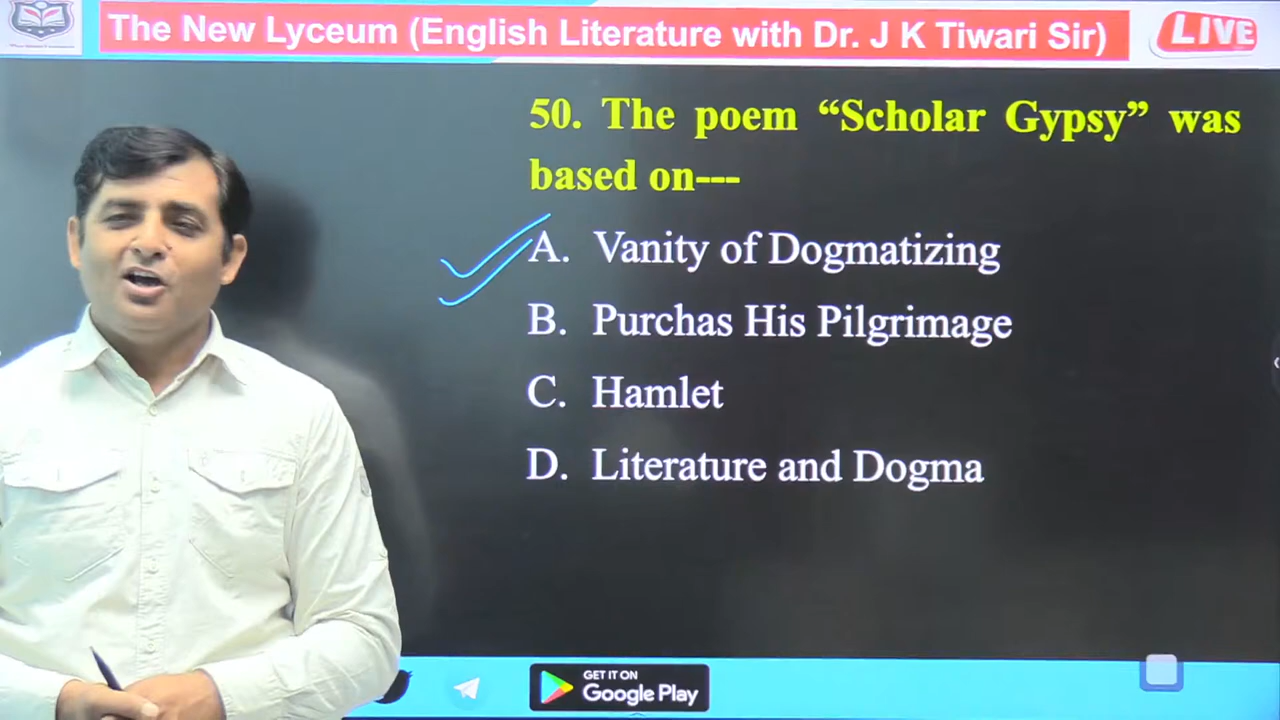 The New Lyceum (English Literature with Dr. J K Tiwari Sir)
LIVE
50. The poem “Scholar Gypsy” was
based on---
A. Vanity of Dogmatizing
B. Purchas His Pilgrimage
C. Hamlet
D. Literature and Dogma
GET IT ON
Google Play